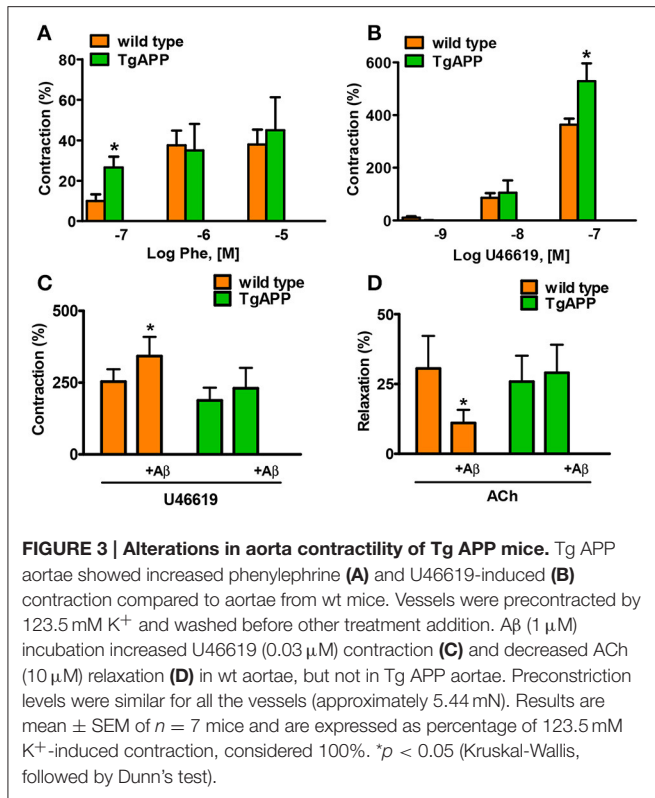 A
wild type
TgAPP
Contraction (%)
80
60
40
20
0
*
-7
-6
-5
Log Phe, [M]
B
wild type
TgAPP
Contraction (%)
600
400
200
0
*
-9
-8
-7
Log U46619, [M]
C
wild type
TgAPP
Contraction (%)
500
250
0
*
+Aβ
+Aβ
U46619
D
wild type
TgAPP
Relaxation (%)
50
25
0
*
+Aβ
+Aβ
ACh
FIGURE 3 | Alterations in aorta contractility of Tg APP mice. Tg APP
aortae showed increased phenylephrine (A) and U46619-induced (B)
contraction compared to aortae from wt mice. Vessels were precontracted by
123.5 mM K⁺ and washed before other treatment addition. Aβ (1 μM)
incubation increased U46619 (0.03 μM) contraction (C) and decreased ACh
(10 μM) relaxation (D) in wt aortae, but not in Tg APP aortae. Preconstriction
levels were similar for all the vessels (approximately 5.44 mN). Results are
mean ± SEM of n = 7 mice and are expressed as percentage of 123.5 mM
K⁺-induced contraction, considered 100%. *p < 0.05 (Kruskal-Wallis,
followed by Dunn's test).